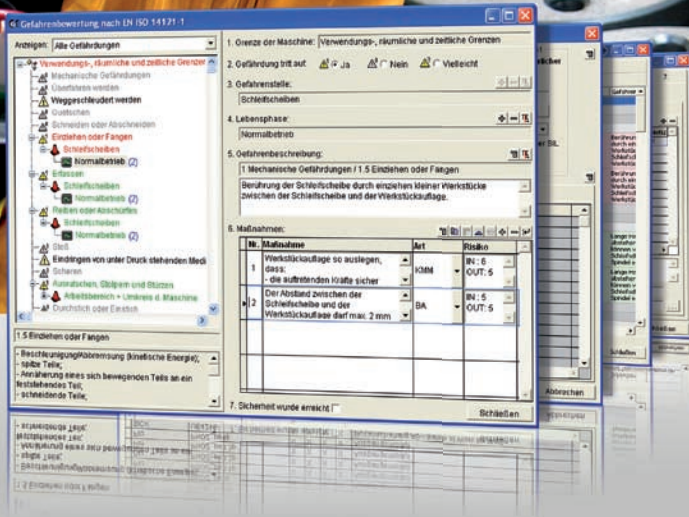 Gefahrenbewertung nach EN ISO 14121-1
Anzeigen: Alle Gefährdungen
Verwendungs-, räumliche und zeitliche Grenzen
Mechanische Gefährdungen
Überfahren werden
Weggeschleudert werden
Quetschen
Schneiden oder Abschneiden
Einziehen oder Fangen
Schleifscheiben
Normalbetrieb (2)
Erfassen
Schleifscheiben
Normalbetrieb (2)
Reiben oder Abschürfen
Schleifscheiben
Normalbetrieb (2)
Stoß
Eindringen von unter Druck stehenden Medi
Scheren
Ausrutschen, Stolpern und Stürzen
Arbeitsbereich + Umkreis d. Maschine
Durchstich oder Einstich
1.5 Einziehen oder Fangen
- Beschleunigung/Abbremsung (kinetische Energie);
- spitze Teile;
- Annäherung eines sich bewegenden Teils an ein
feststehendes Teil;
- schneidende Teile;
1. Grenze der Maschine: Verwendungs-, räumliche und zeitliche Grenzen
2. Gefährdung tritt auf Ja Nein Vielleicht
3. Gefahrenstelle:
Schleifscheiben
4. Lebensphase:
Normalbetrieb
5. Gefahrenbeschreibung:
1 Mechanische Gefährdungen / 1.5 Einziehen oder Fangen
Berührung der Schleifscheibe durch einziehen kleiner Werkstücke
zwischen der Schleifscheibe und der Werkstückauflage.
6. Maßnahmen:
Nr. Maßnahme Art Risiko
1 Werkstückauflage so auslegen,
dass:
- die auftretenden Kräfte sicher
KMM
IN : 6
OUT: 5
2 Der Abstand zwischen der
Schleifscheibe und der
Werkstückauflage darf max. 2 mm
BA
IN : 5
OUT: 5
7. Sicherheit wurde erreicht
Schließen
Abbrechen
Schließen